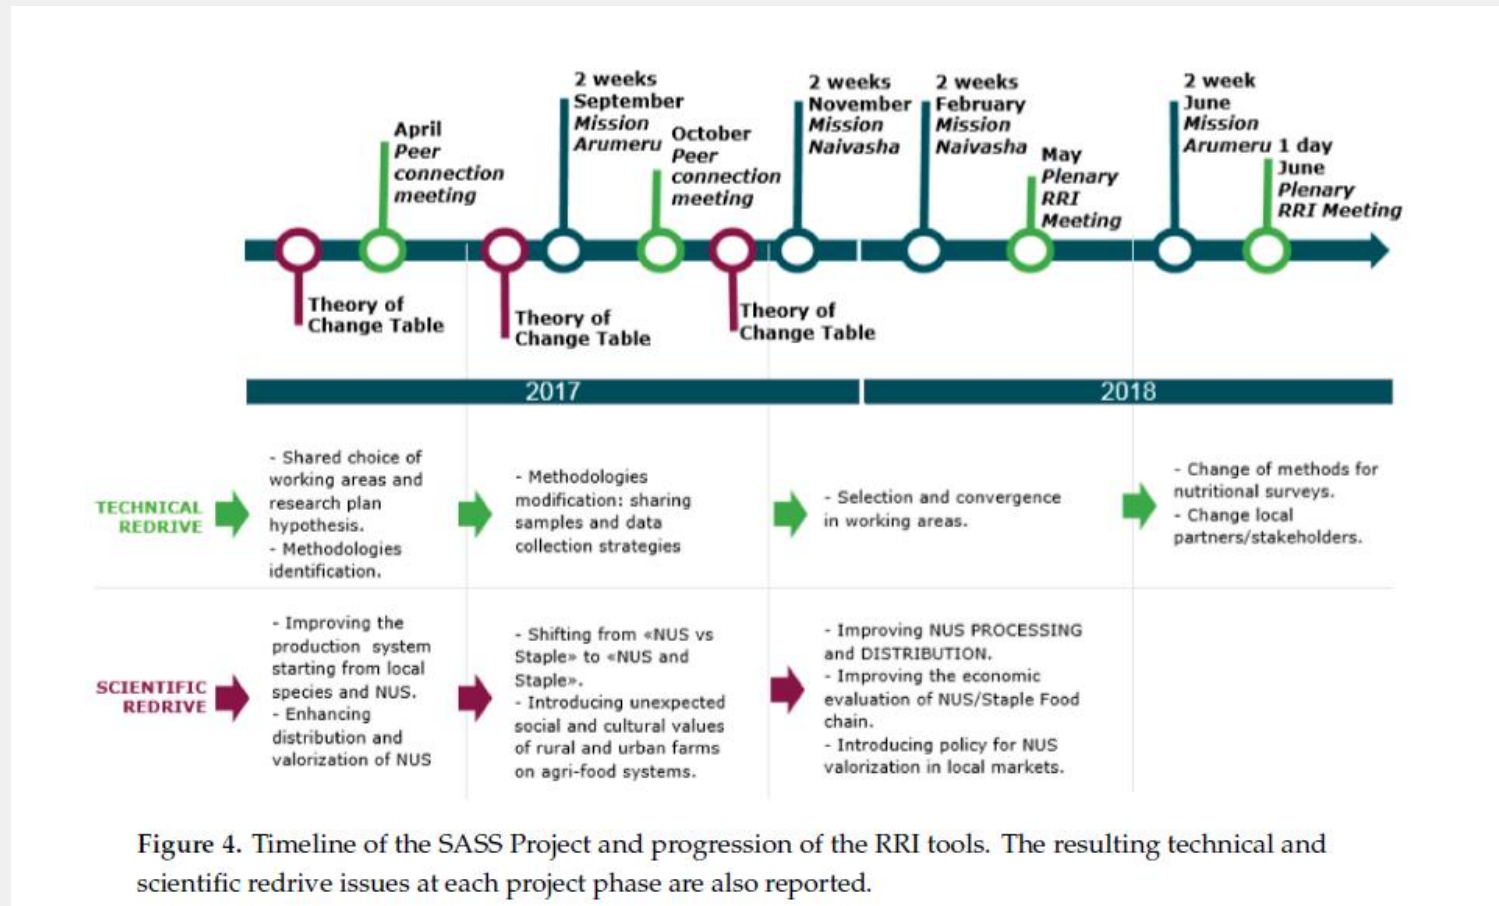 2 weeks
September
Mission
Arumeru
2 weeks
November
Mission
Naivasha
2 weeks
February
Mission
Naivasha
2 week
June
Mission
Arumeru
April
Peer
connection
meeting
October
Peer
connection
meeting
May
Plenary
RRI
Meeting
1 day
June
Plenary
RRI Meeting
Theory of
Change Table
Theory of
Change Table
Theory of
Change Table
2017
2018
TECHNICAL
REDRIVE
- Shared choice of
working areas and
research plan
hypothesis.
- Methodologies
identification.
- Methodologies
modification: sharing
samples and data
collection strategies
- Selection and convergence
in working areas.
- Change of methods for
nutritional surveys.
- Change local
partners/stakeholders.
SCIENTIFIC
REDRIVE
- Improving the
production system
starting from local
species and NUS.
- Enhancing
distribution and
valorization of NUS
- Shifting from «NUS vs
Staple» to «NUS and
Staple».
- Introducing unexpected
social and cultural values
of rural and urban farms
on agri-food systems.
- Improving NUS PROCESSING
and DISTRIBUTION.
- Improving the economic
evaluation of NUS/Staple Food
chain.
- Introducing policy for NUS
valorization in local markets.
Figure 4. Timeline of the SASS Project and progression of the RRI tools. The resulting technical and
scientific redrive issues at each project phase are also reported.